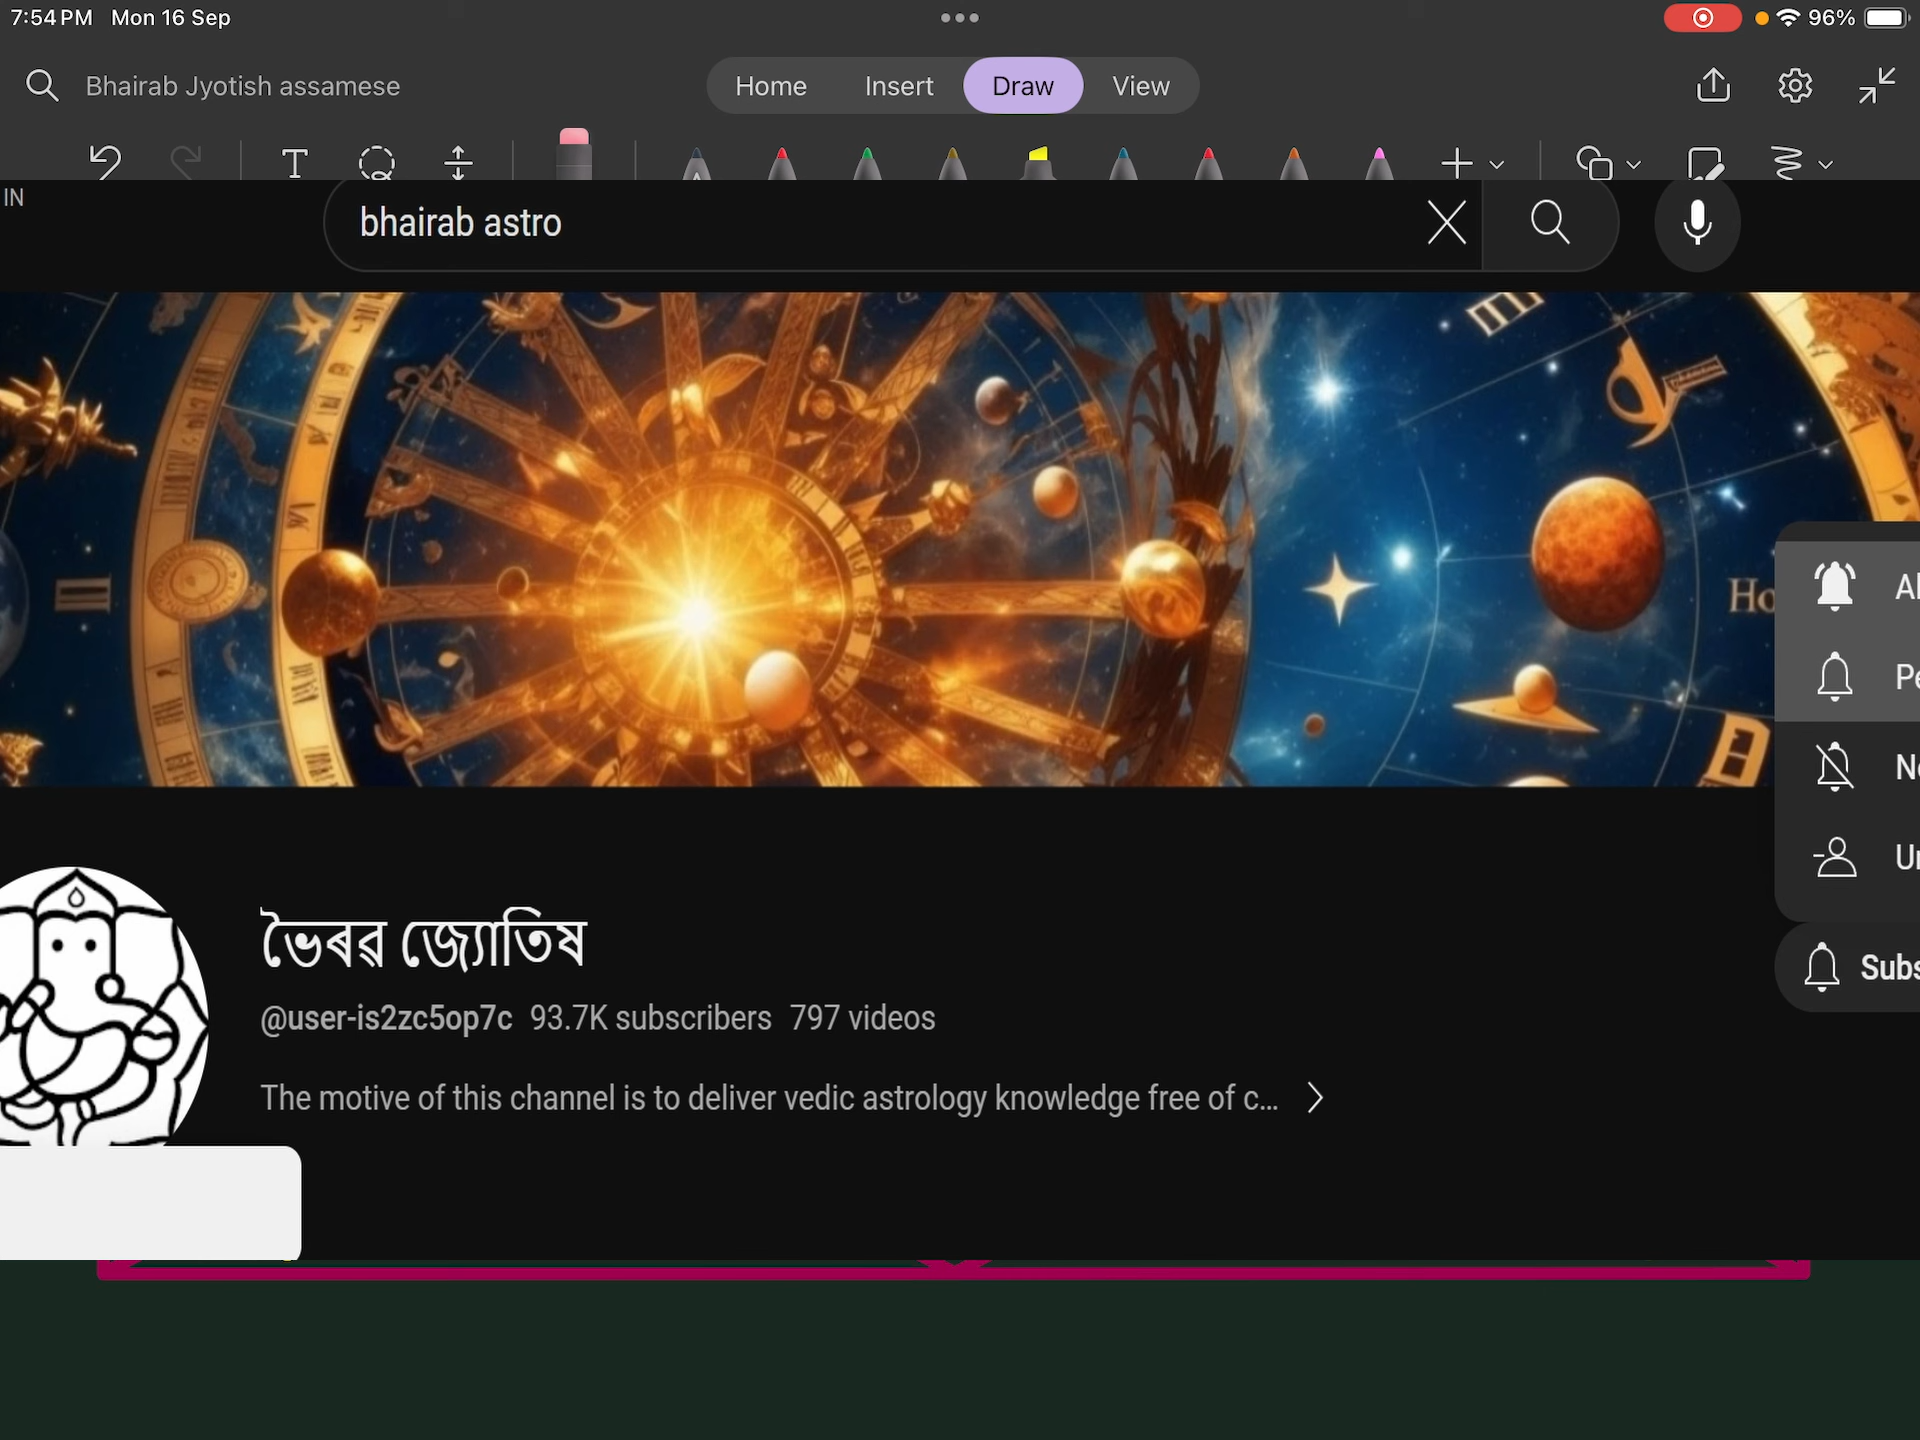 7:54 PM Mon 16 Sep 96%
Bhairab Jyotish assamese Home Insert Draw View
IN
bhairab astro
ভৈৰৱ জ্যোতিষ
@user-is2zc5op7c 93.7K subscribers 797 videos
The motive of this channel is to deliver vedic astrology knowledge free of c...
Subs